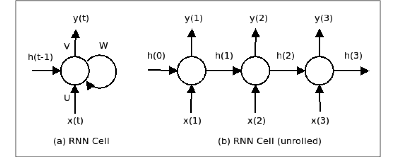 y(t) y(1) y(2) y(3)
V W
h(t-1) h(0) h(1) h(2) h(3)
U
x(t) x(1) x(2) x(3)
(a) RNN Cell (b) RNN Cell (unrolled)